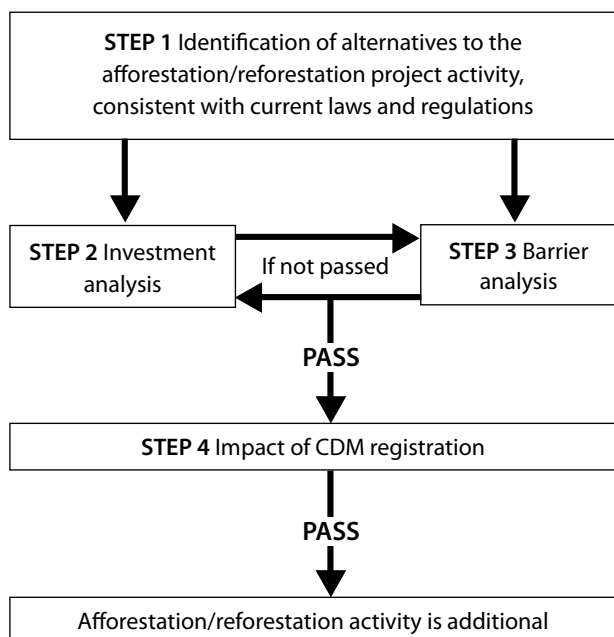 STEP 1 Identification of alternatives to the
afforestation/reforestation project activity,
consistent with current laws and regulations
STEP 2 Investment
analysis
If not passed
STEP 3 Barrier
analysis
PASS
STEP 4 Impact of CDM registration
PASS
Afforestation/reforestation activity is additional